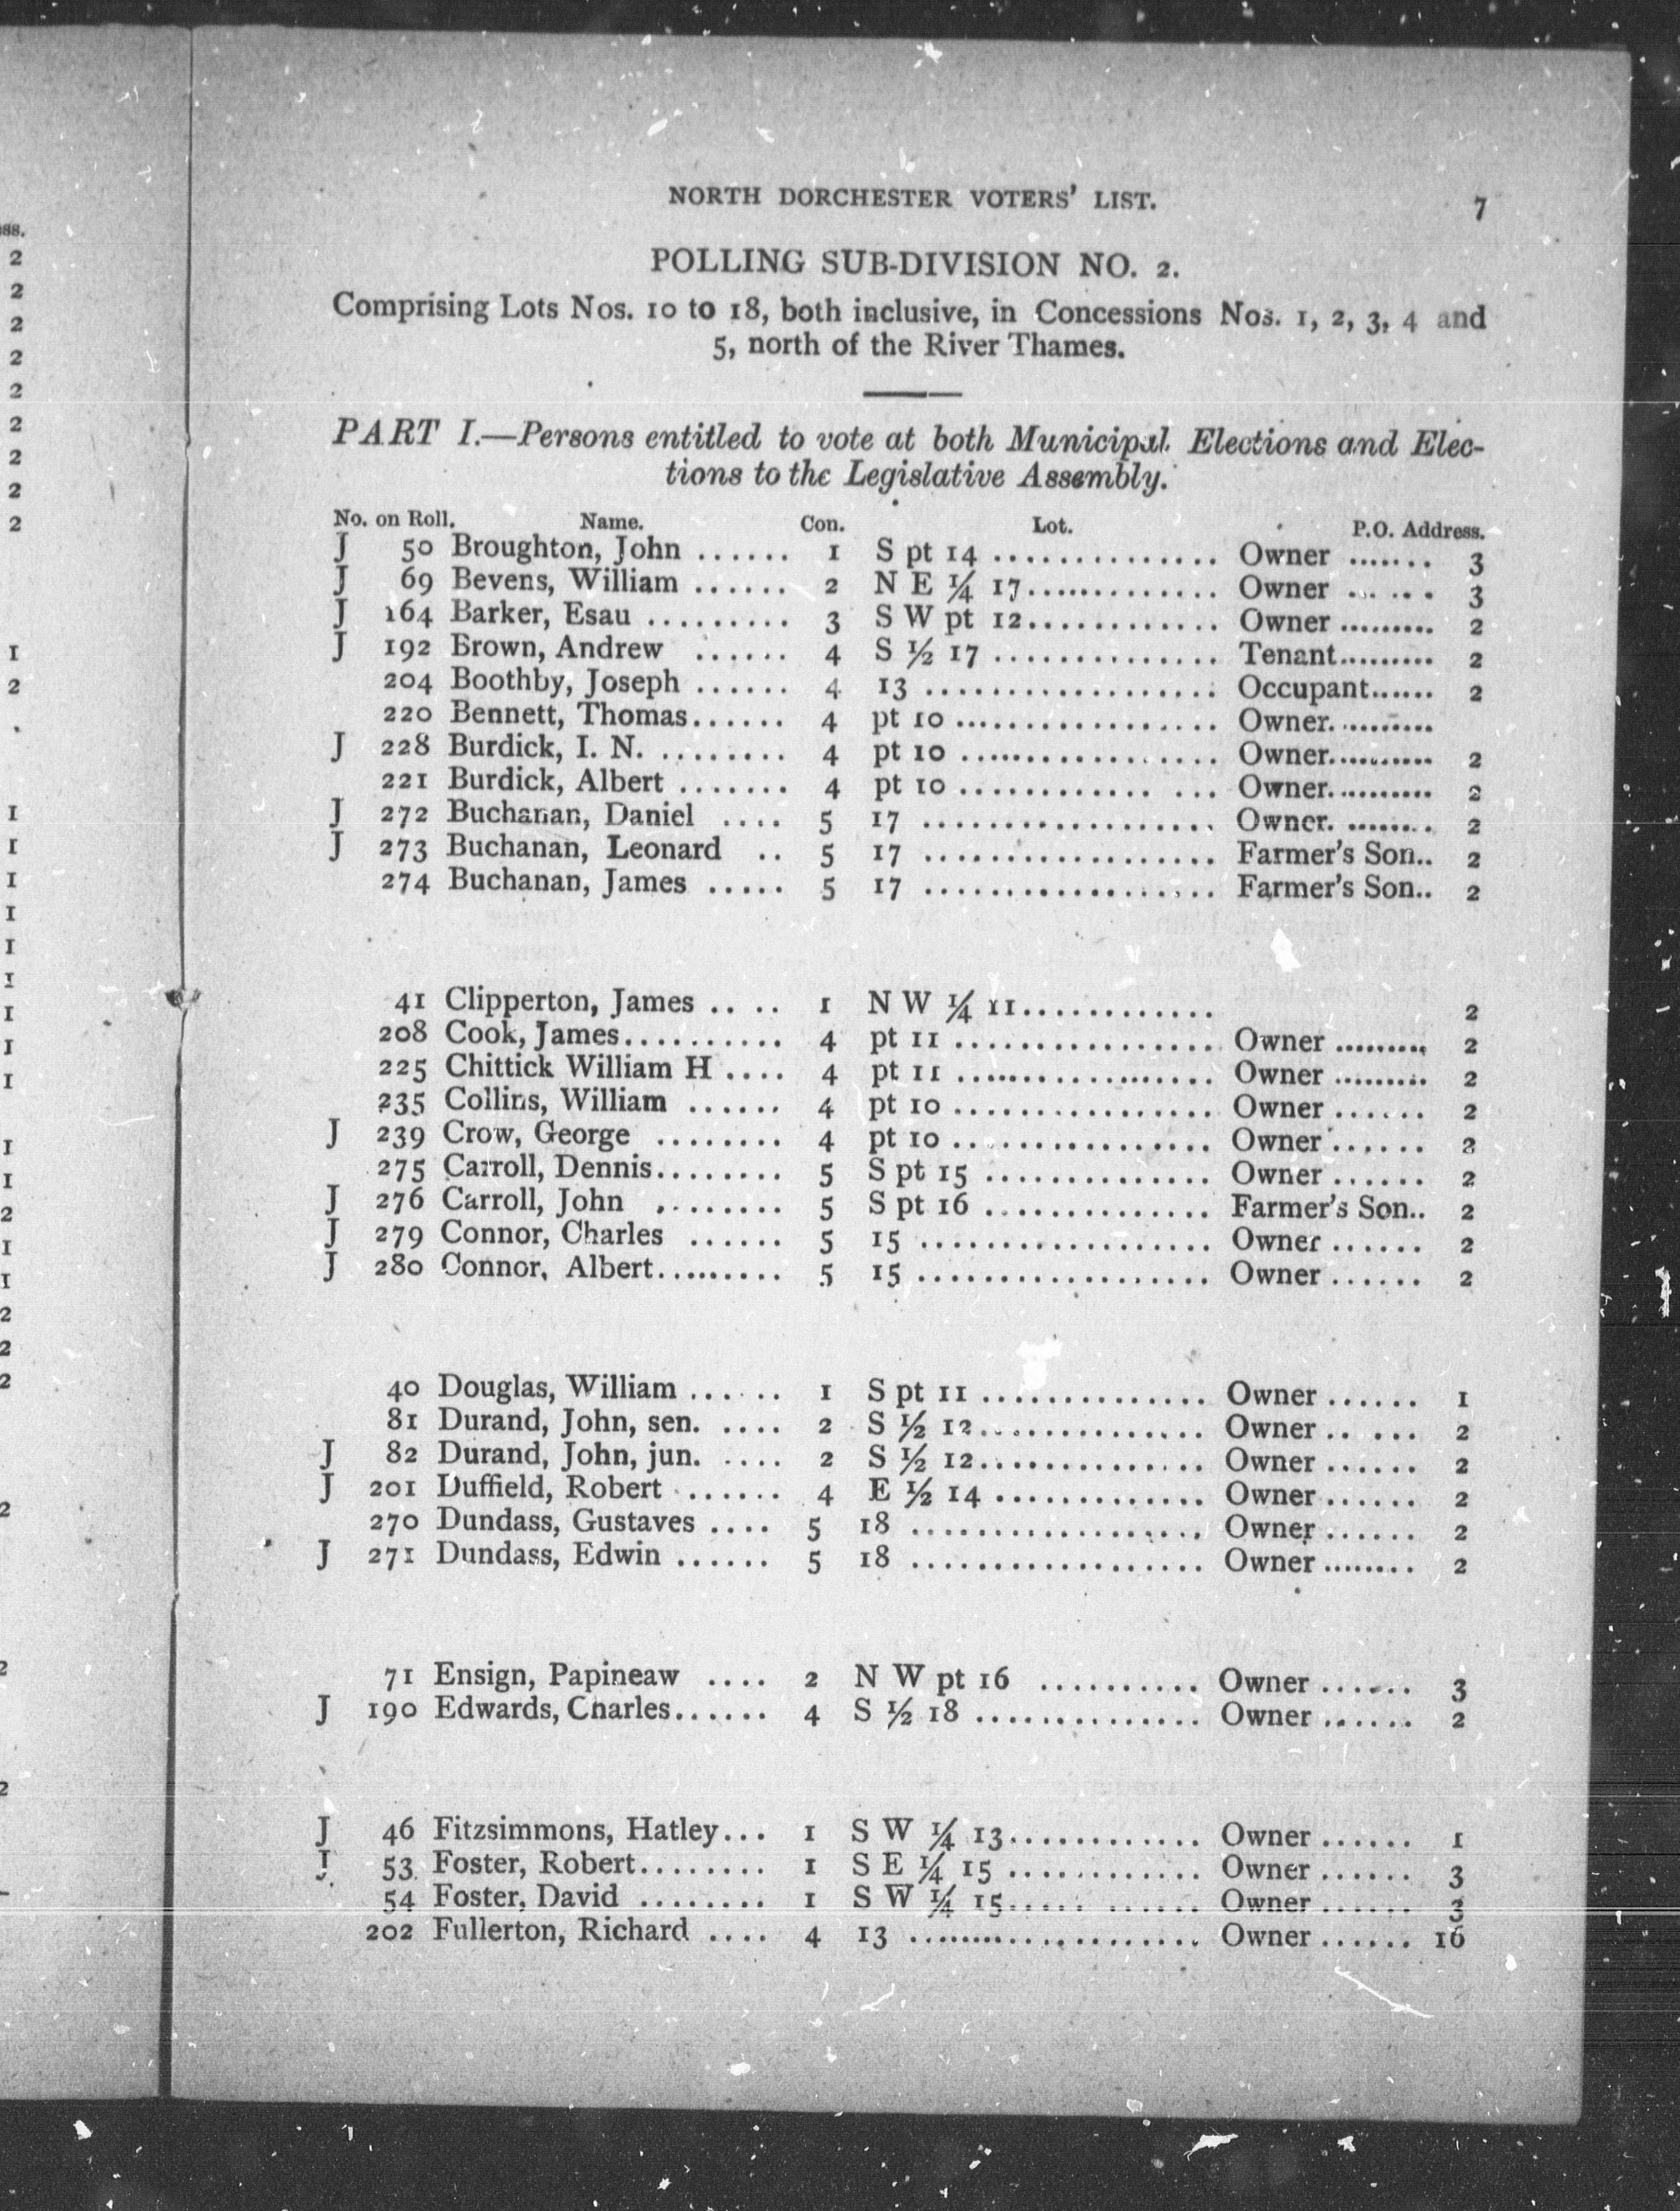 NORTH DORCHESTER VOTERS' LIST. 7
POLLING SUB-DIVISION NO. 2.
Comprising Lots Nos. 10 to 18, both inclusive, in Concessions Nos. 1, 2, 3, 4 and
5, north of the River Thames.
PART I.—Persons entitled to vote at both Municipal Elections and Elec-
tions to the Legislative Assembly.
No. on Roll. Name. Con. Lot. P.O. Address.
J 50 Broughton, John ...... 1 S pt 14 .............. Owner ....... 3
J 69 Bevens, William ...... 2 N E ¼ 17............ Owner ...... 3
J 164 Barker, Esau ......... 3 S W pt 12............ Owner ......... 2
J 192 Brown, Andrew ...... 4 S ½ 17 .............. Tenant......... 2
204 Boothby, Joseph ...... 4 13 .................. Occupant...... 2
220 Bennett, Thomas...... 4 pt 10 ................ Owner..........
J 228 Burdick, I. N. ........ 4 pt 10 ................ Owner.......... 2
221 Burdick, Albert ....... 4 pt 10 ............ ... Owner.......... 2
J 272 Buchanan, Daniel .... 5 17 .................. Owner. ........ 2
J 273 Buchanan, Leonard .. 5 17 .................. Farmer's Son.. 2
274 Buchanan, James ..... 5 17 .................. Farmer's Son.. 2
41 Clipperton, James .. .. 1 N W ¼ 11............ 2
208 Cook, James.......... 4 pt 11 ................ Owner ......... 2
225 Chittick William H .... 4 pt 11 ................ Owner ......... 2
235 Collins, William ...... 4 pt 10 ................ Owner ...... 2
J 239 Crow, George ........ 4 pt 10 ................ Owner ...... 2
275 Carroll, Dennis........ 5 S pt 15 .............. Owner ...... 2
J 276 Carroll, John ........ 5 S pt 16 .............. Farmer's Son.. 2
J 279 Connor, Charles ...... 5 15 .................. Owner ...... 2
J 280 Connor, Albert......... 5 15 .................. Owner ...... 2
40 Douglas, William ...... 1 S pt 11 .............. Owner ...... 1
81 Durand, John, sen. .... 2 S ½ 12.............. Owner .. ... 2
J 82 Durand, John, jun. .... 2 S ½ 12.............. Owner ...... 2
J 201 Duffield, Robert ...... 4 E ½ 14 ............. Owner ...... 2
270 Dundass, Gustaves .... 5 18 .................. Owner ...... 2
J 271 Dundass, Edwin ...... 5 18 .................. Owner ........ 2
71 Ensign, Papineaw .... 2 N W pt 16 .......... Owner ...... 3
J 190 Edwards, Charles...... 4 S ½ 18 .............. Owner ...... 2
J 46 Fitzsimmons, Hatley... 1 S W ¼ 13............ Owner ...... 1
J 53 Foster, Robert........ 1 S E ¼ 15 ............ Owner ...... 3
54 Foster, David ........ 1 S W ¼ 15..... ...... Owner ...... 3
202 Fullerton, Richard .... 4 13 .................. Owner ...... 16